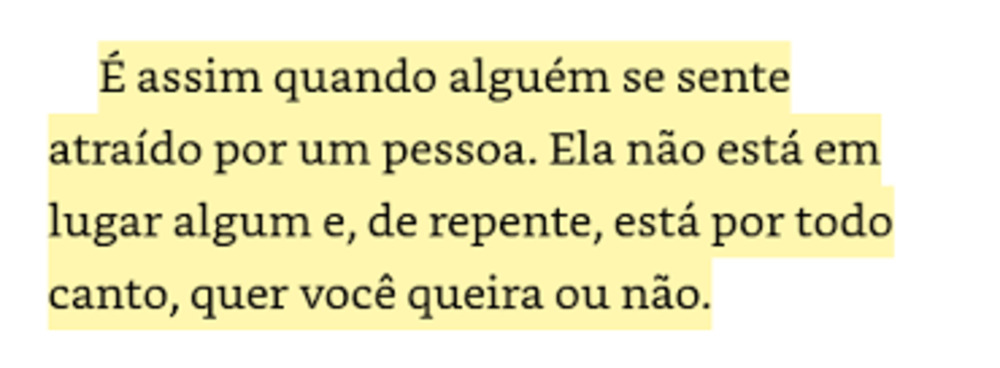 É assim quando alguém se sente
atraído por um pessoa. Ela não está em
lugar algum e, de repente, está por todo
canto, quer você queira ou não.